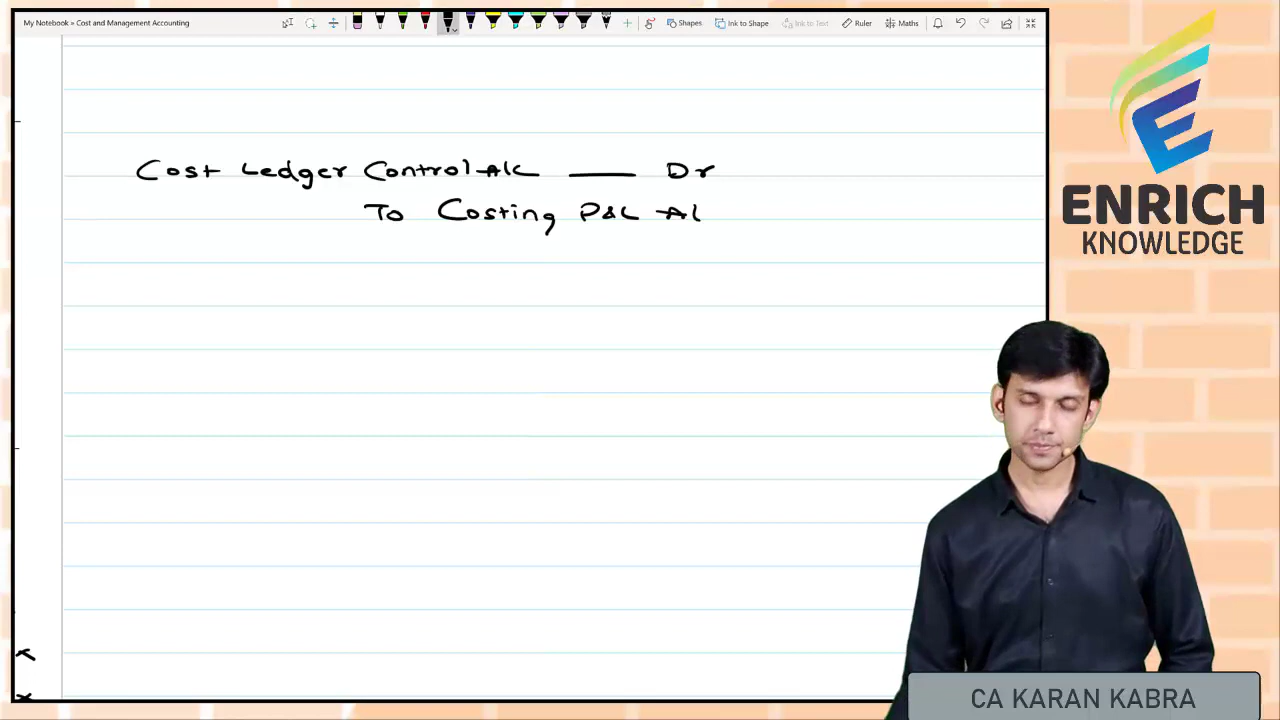 My Notebook » Cost and Management Accounting
Shapes
Ink to Shape
Ink to Text
Ruler
Maths
Cost Ledger Control A/c ___ Dr
To Costing P&L A/
ENRICH
KNOWLEDGE
CA KARAN KABRA